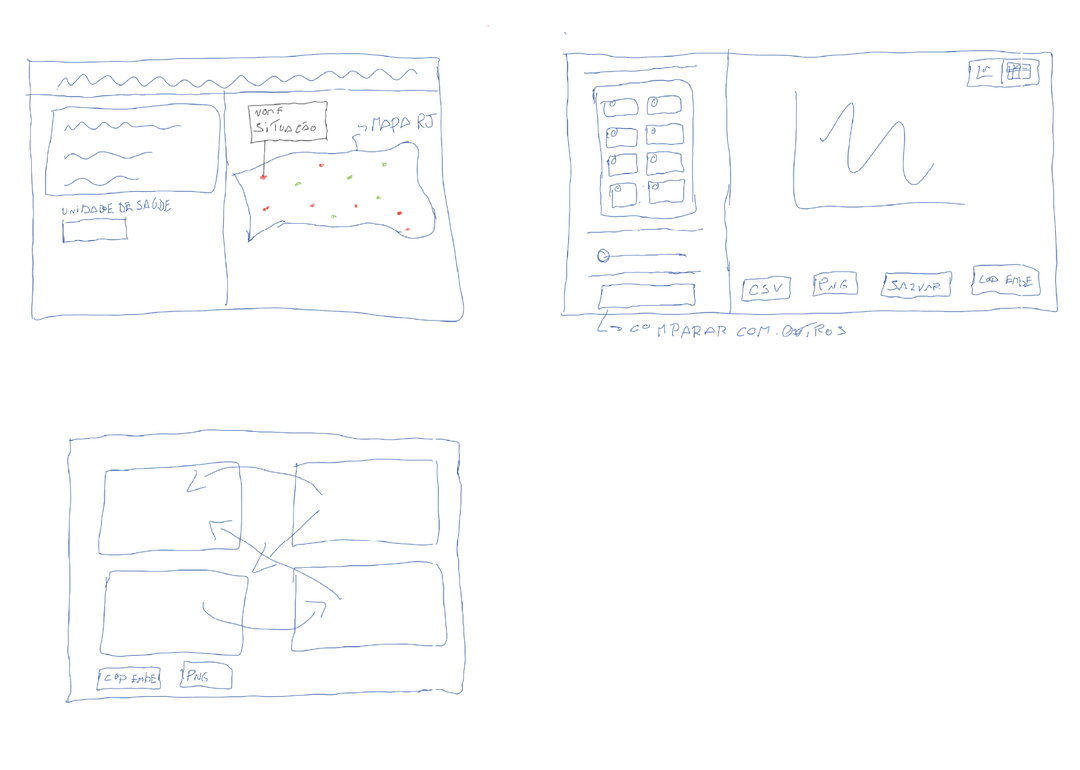 NOME
SITUAÇÃO
MAPA RJ
UNIDADE DE SAÚDE
CSV
PNG
SALVAR
COD EMBE
COMPARAR COM OUTROS
COD EMBE
PNG